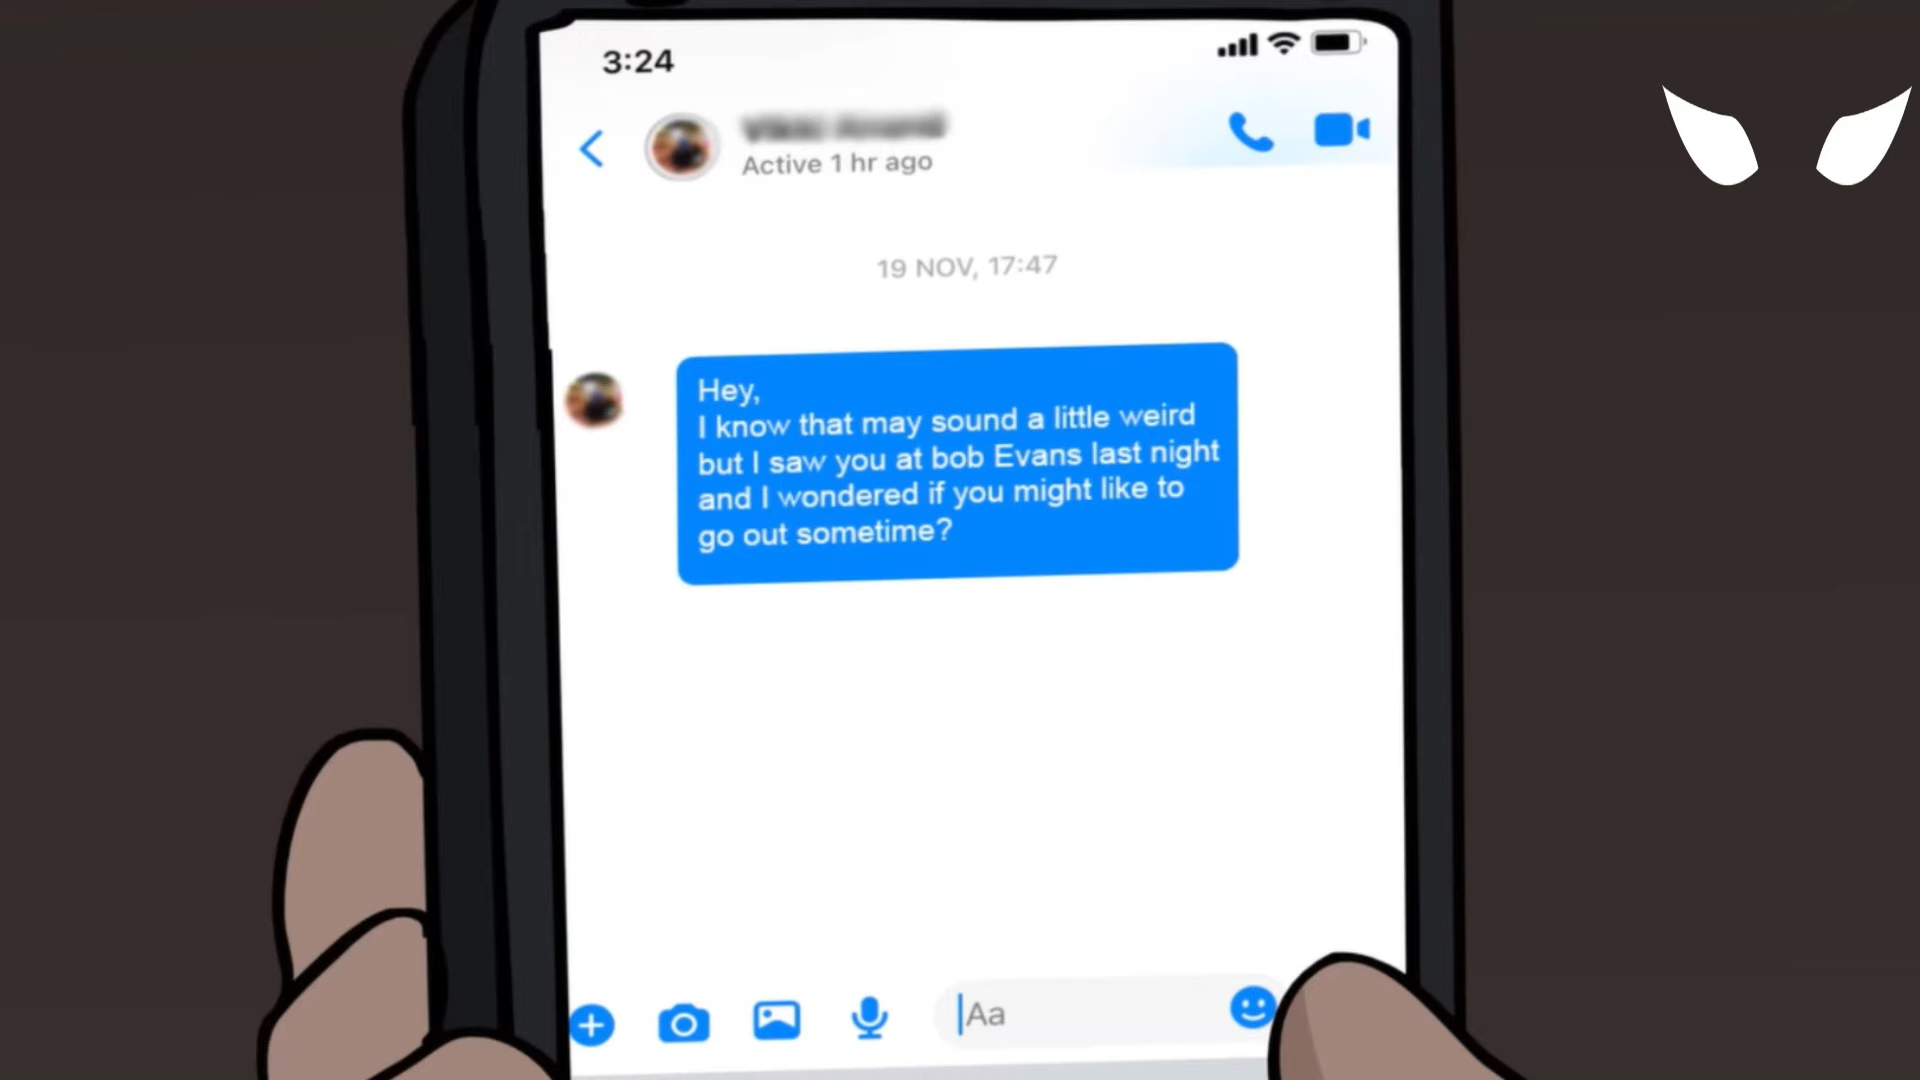 3:24
Active 1 hr ago
19 NOV, 17:47
Hey,
I know that may sound a little weird
but I saw you at bob Evans last night
and I wondered if you might like to
go out sometime?
Aa